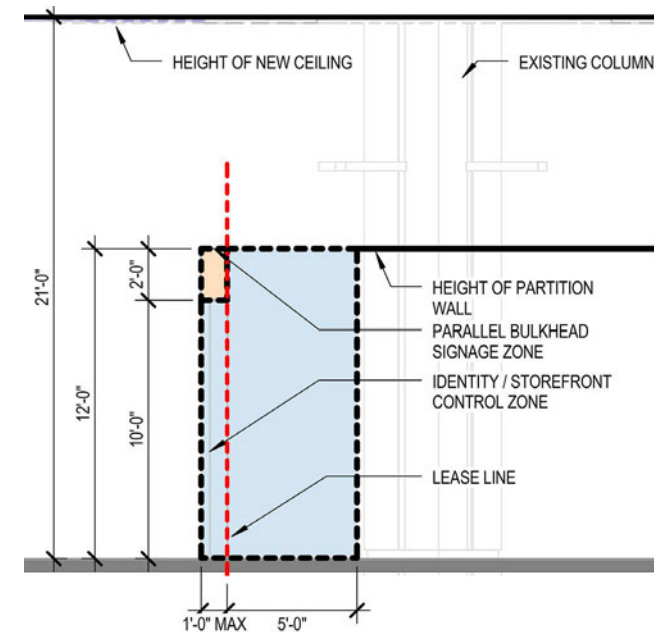 HEIGHT OF NEW CEILING
EXISTING COLUMN
21'-0"
12'-0"
2'-0"
10'-0"
HEIGHT OF PARTITION
WALL
PARALLEL BULKHEAD
SIGNAGE ZONE
IDENTITY / STOREFRONT
CONTROL ZONE
LEASE LINE
1'-0" MAX
5'-0"